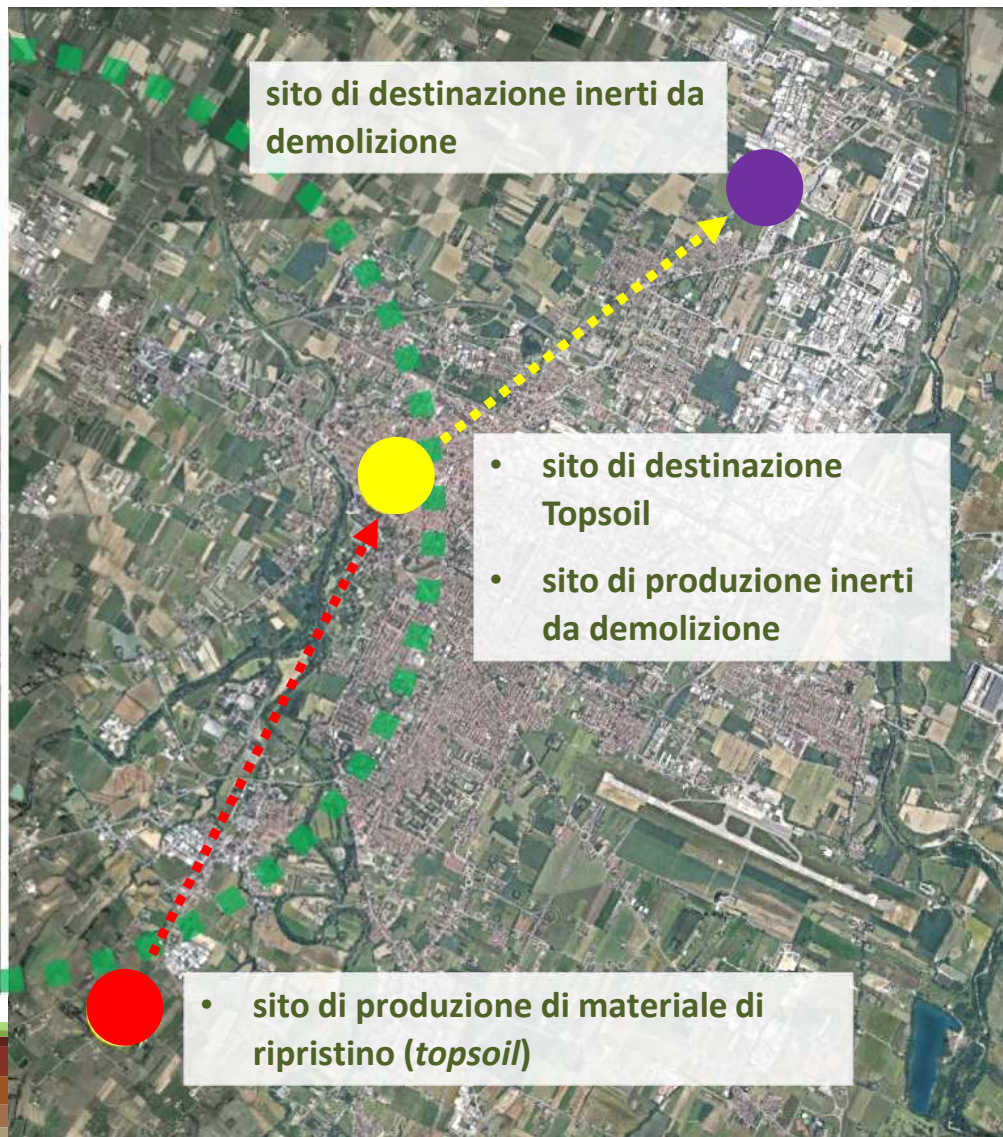 sito di destinazione inerti da
demolizione
• sito di destinazione
Topsoil
• sito di produzione inerti
da demolizione
• sito di produzione di materiale di
ripristino (topsoil)